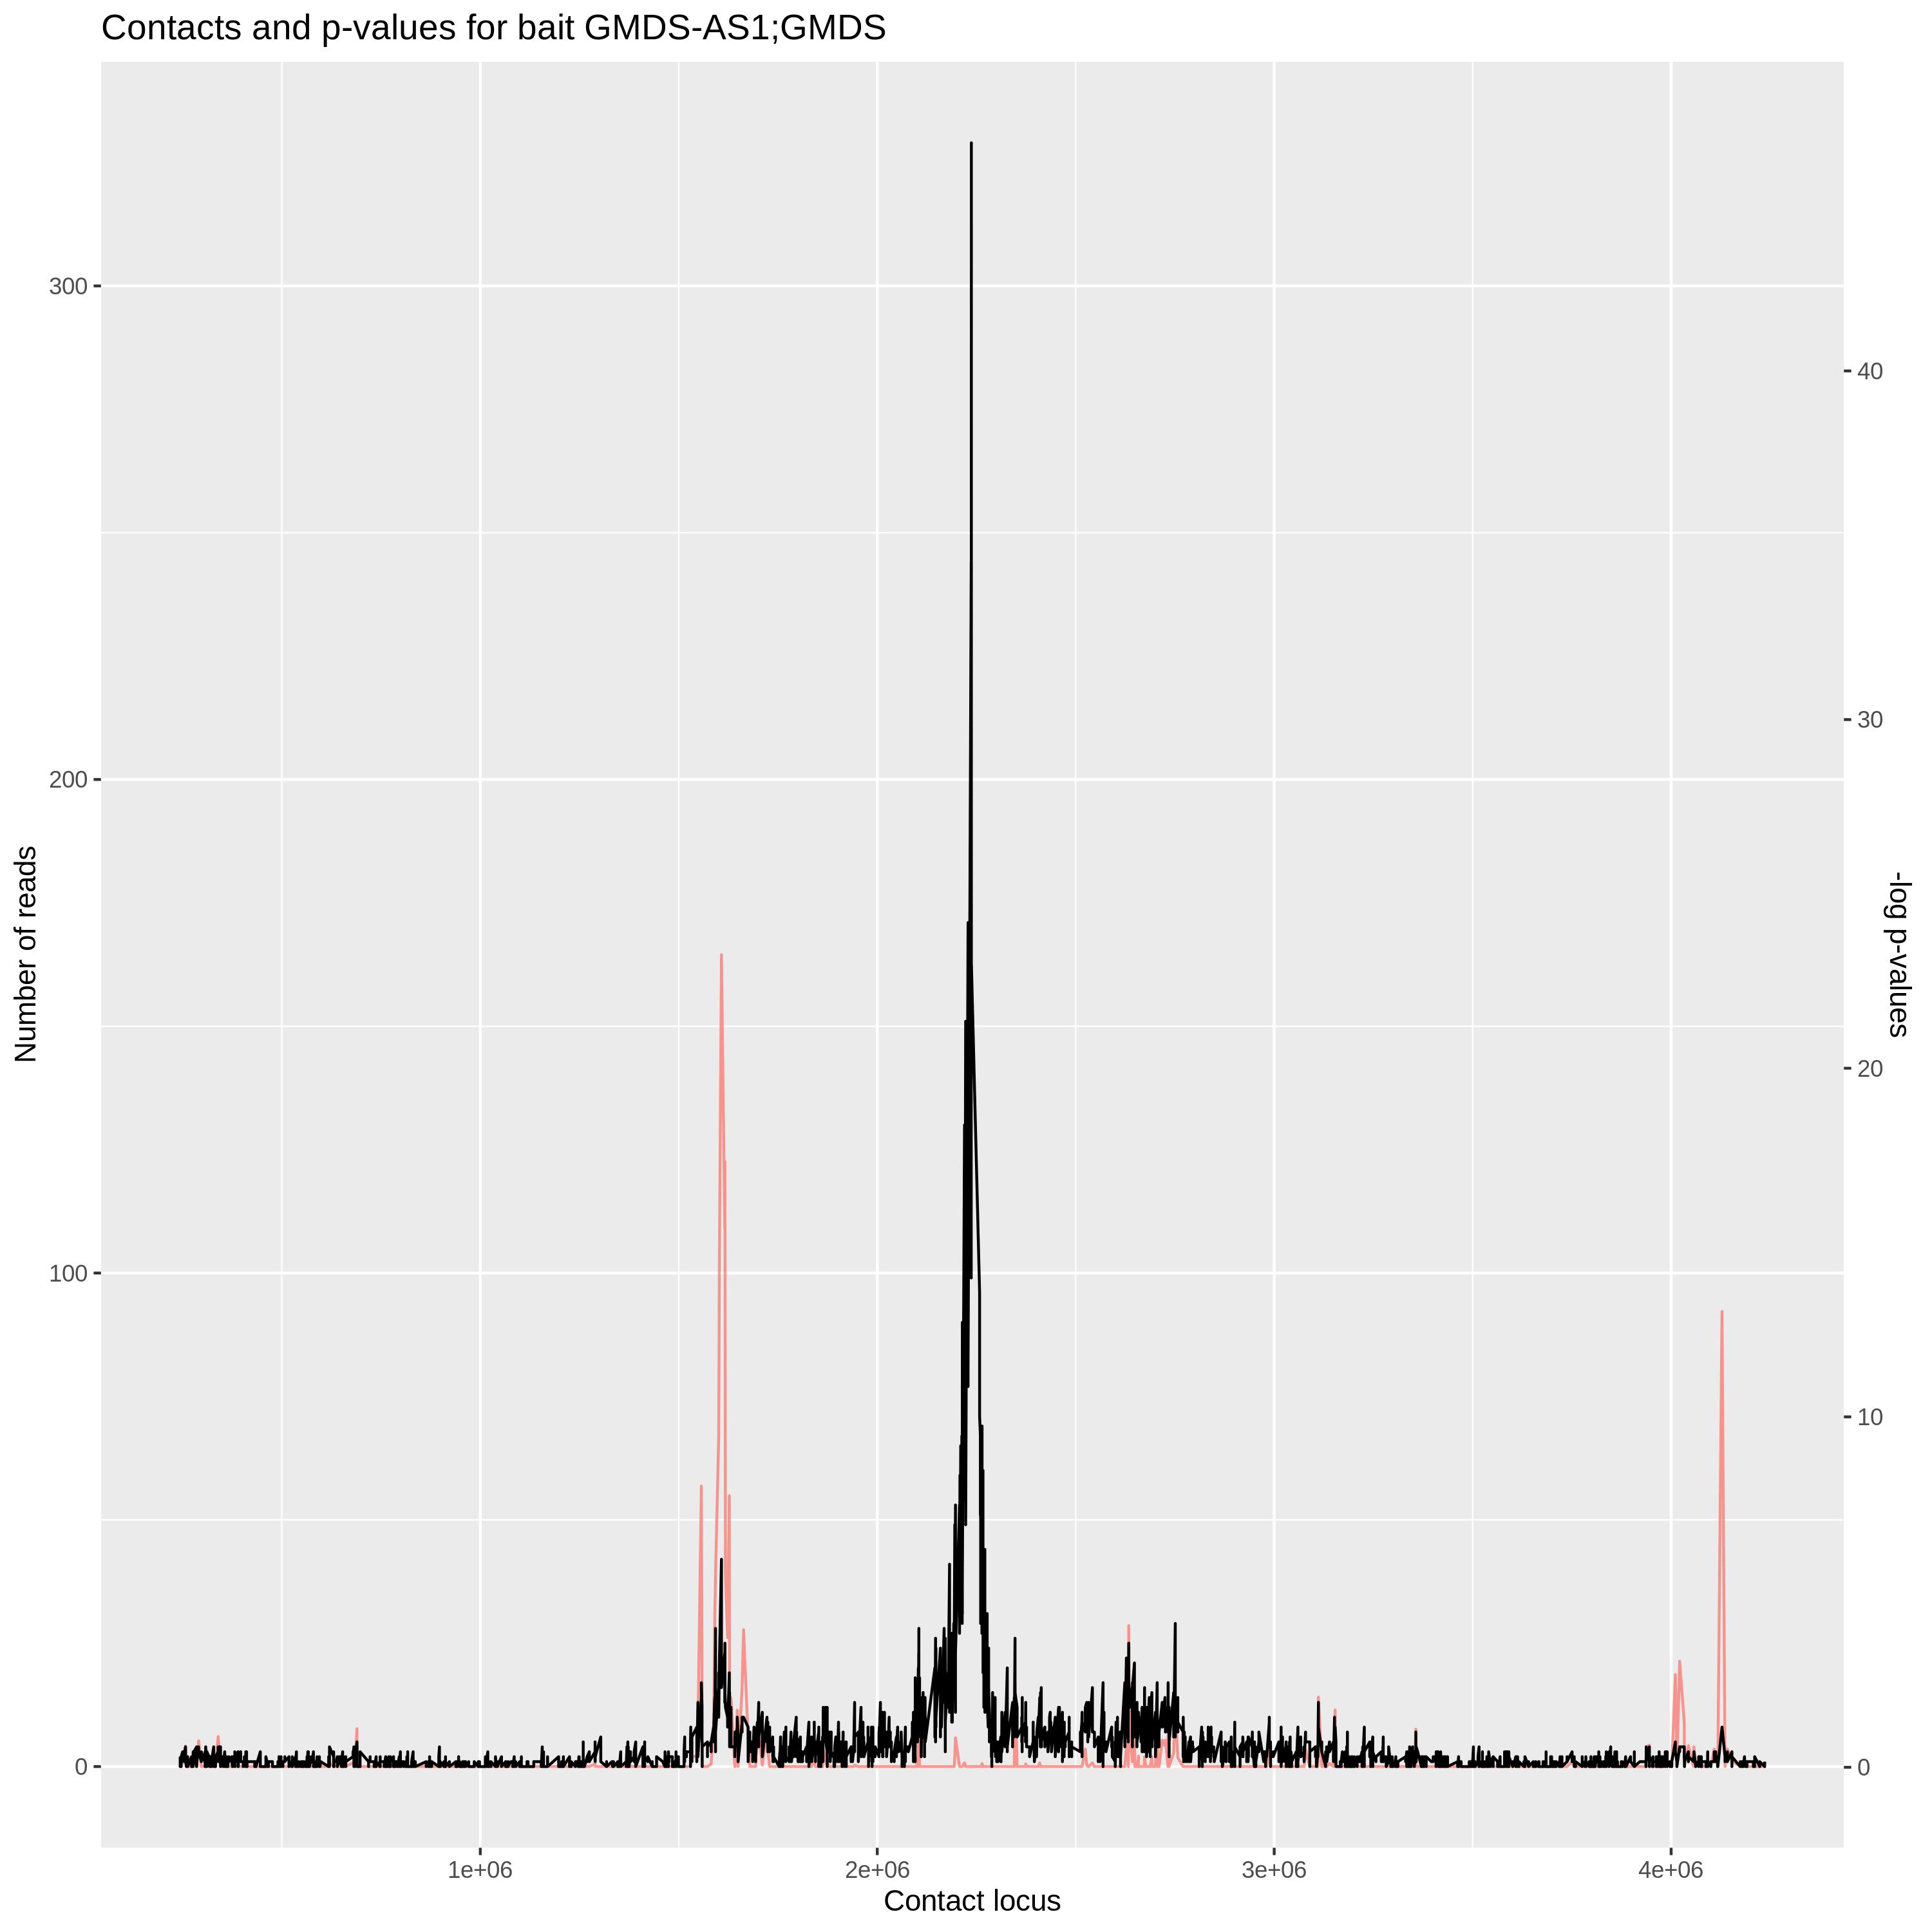 Contacts and p-values for bait GMDS-AS1;GMDS
300
200
100
0
Number of reads
40
30
20
10
0
-log p-values
1e+06
2e+06
3e+06
4e+06
Contact locus